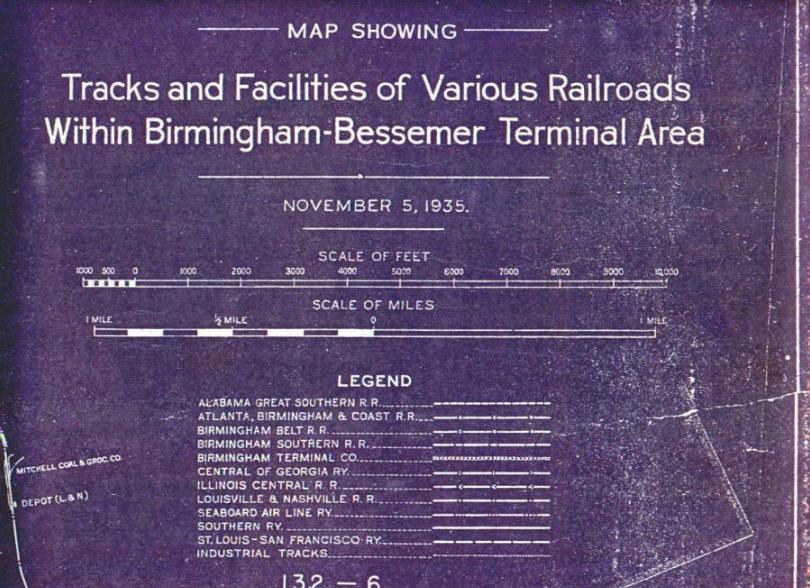 MAP SHOWING
Tracks and Facilities of Various Railroads
Within Birmingham-Bessemer Terminal Area
NOVEMBER 5, 1935.
SCALE OF FEET
1000 500 0 1000 2000 3000 4000 5000 6000 7000 8000 9000 10,000
SCALE OF MILES
1 MILE ½ MILE 0 1 MILE
LEGEND
ALABAMA GREAT SOUTHERN R.R.
ATLANTA, BIRMINGHAM & COAST R.R.
BIRMINGHAM BELT R.R.
BIRMINGHAM SOUTHERN R.R.
BIRMINGHAM TERMINAL CO.
CENTRAL OF GEORGIA RY.
ILLINOIS CENTRAL R.R.
LOUISVILLE & NASHVILLE R.R.
SEABOARD AIR LINE RY.
SOUTHERN RY.
ST. LOUIS-SAN FRANCISCO RY.
INDUSTRIAL TRACKS
MITCHELL COAL & GROC. CO.
DEPOT (L & N)
132 - 6